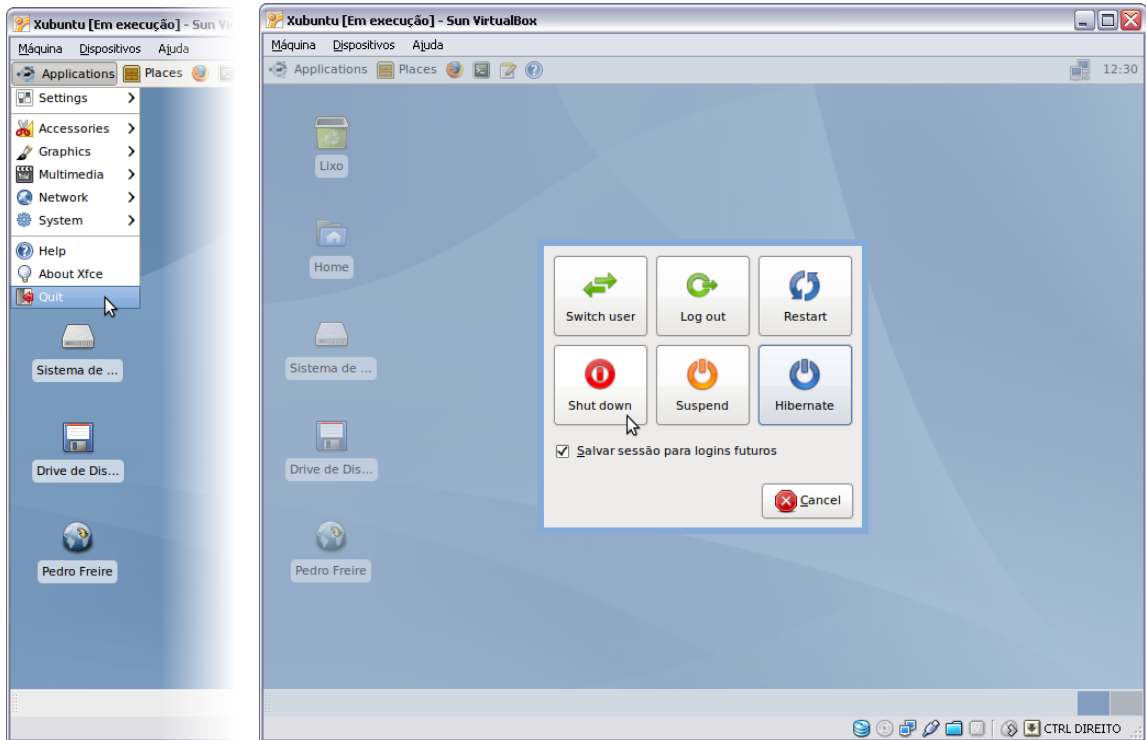 Xubuntu [Em execução] - Sun
Máquina Dispositivos Ajuda
Applications Places
Settings
Accessories
Graphics
Multimedia
Network
System
Help
About Xfce
Quit
Sistema de ...
Drive de Dis...
Pedro Freire
Xubuntu [Em execução] - Sun VirtualBox
Máquina Dispositivos Ajuda
Applications Places 12:30
Lixo
Home
Sistema de ...
Drive de Dis...
Pedro Freire
Switch user Log out Restart
Shut down Suspend Hibernate
Salvar sessão para logins futuros
Cancel
CTRL DIREITO